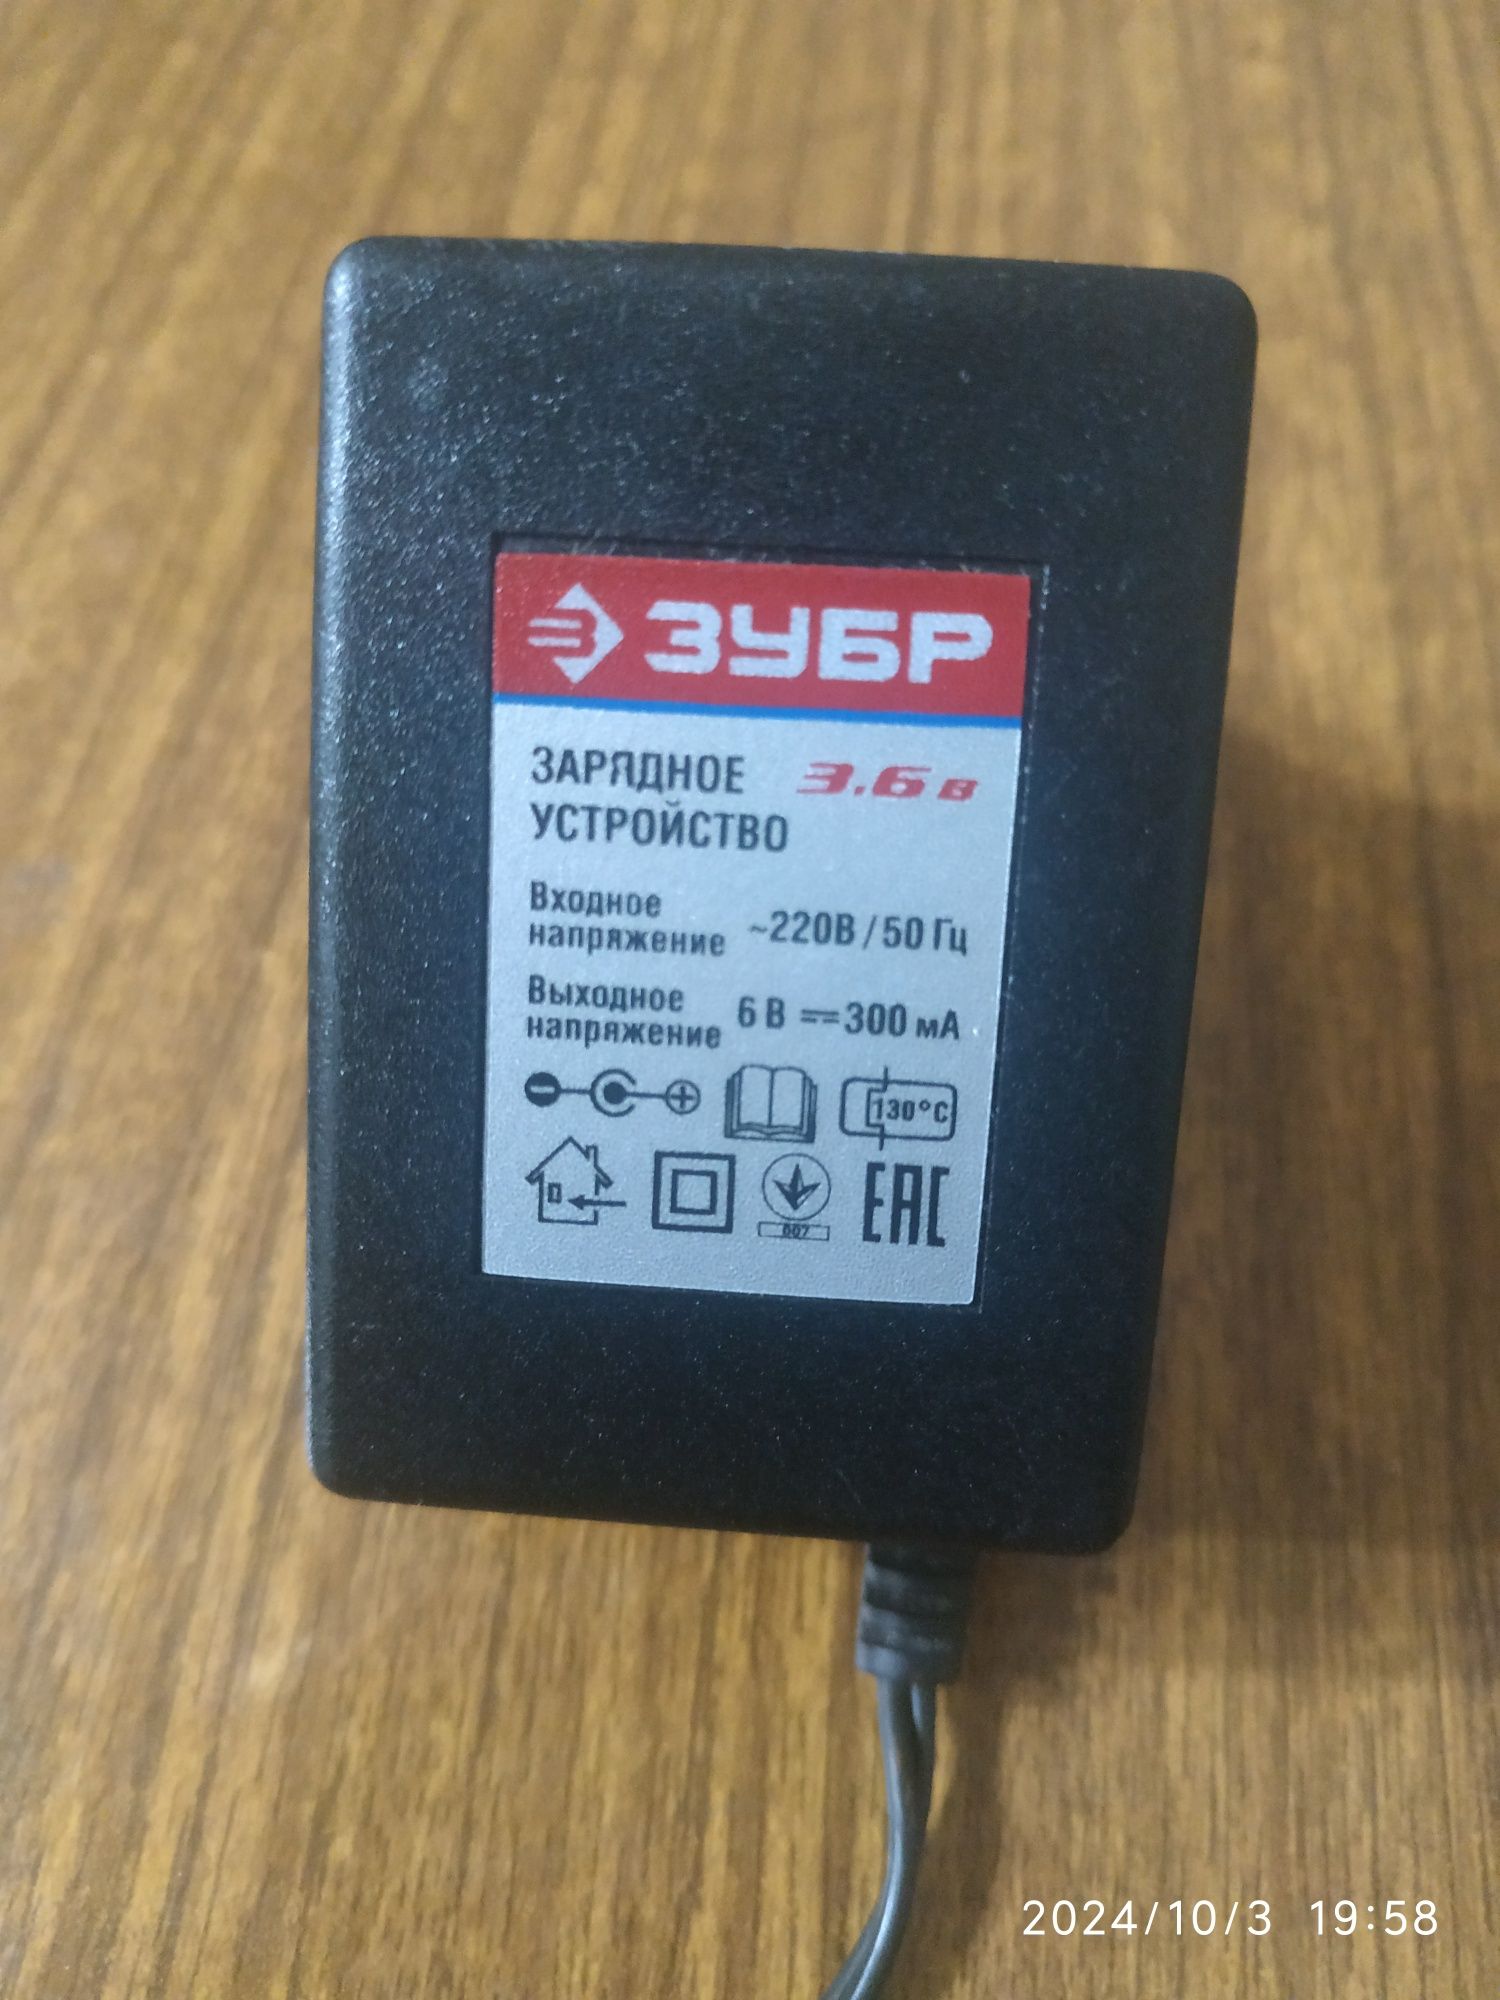 ЗУБР
ЗАРЯДНОЕ 3.6 В
УСТРОЙСТВО
Входное
напряжение ~220В / 50 Гц
Выходное
напряжение 6 В ⎓ 300 мА
130°C
007
EAC
2024/10/3 19:58